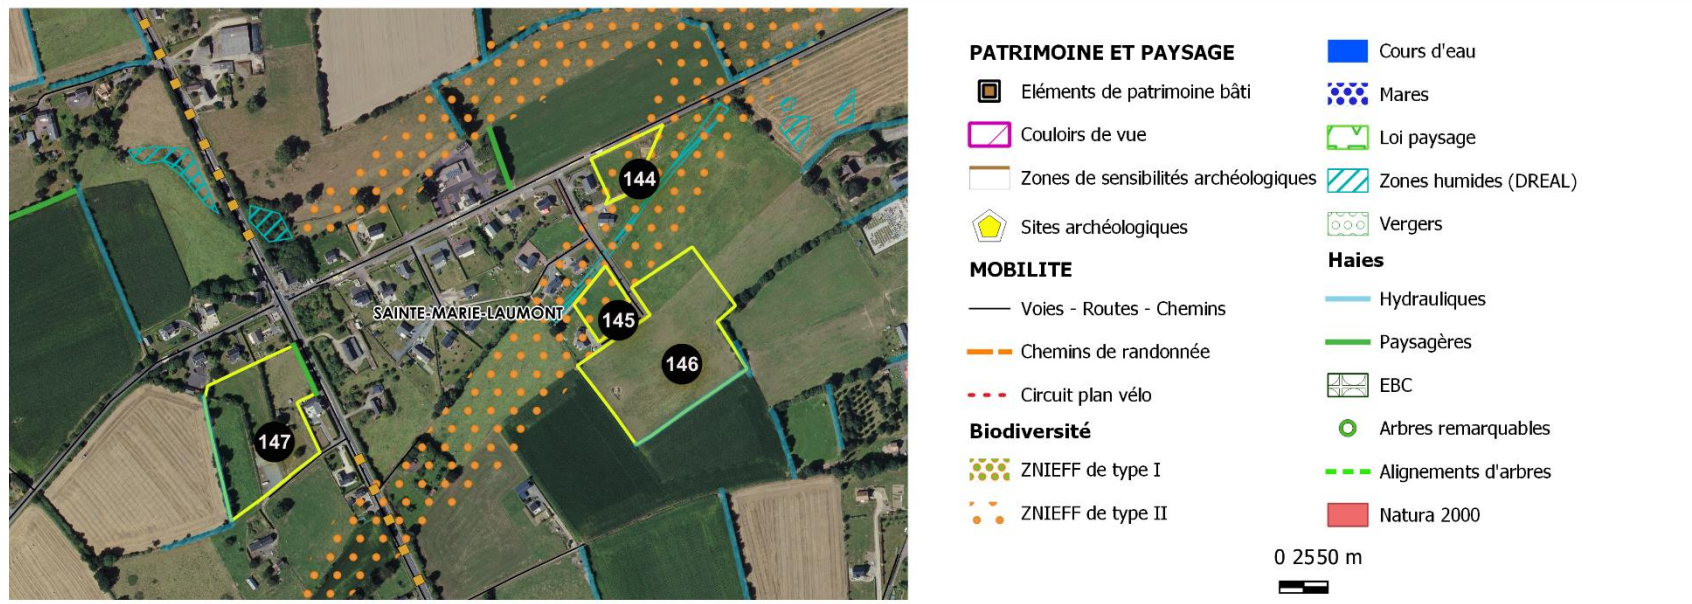 144
SAINTE-MARIE-LAUMONT
145
146
147
PATRIMOINE ET PAYSAGE
Eléments de patrimoine bâti
Couloirs de vue
Zones de sensibilités archéologiques
Sites archéologiques
MOBILITE
Voies - Routes - Chemins
Chemins de randonnée
Circuit plan vélo
Biodiversité
ZNIEFF de type I
ZNIEFF de type II
Cours d'eau
Mares
Loi paysage
Zones humides (DREAL)
Vergers
Haies
Hydrauliques
Paysagères
EBC
Arbres remarquables
Alignements d'arbres
Natura 2000
0 2550 m